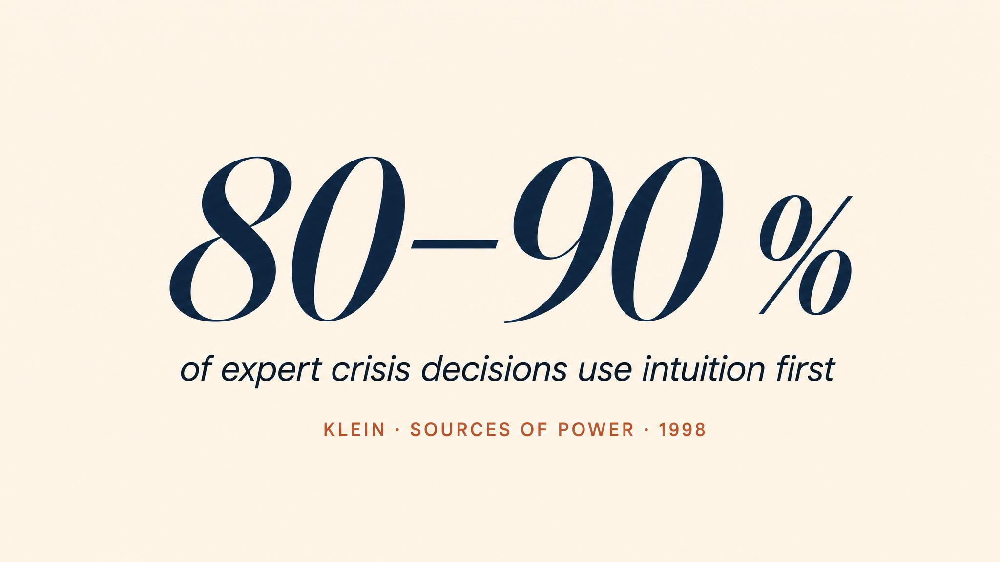 80–90 %
of expert crisis decisions use intuition first
KLEIN · SOURCES OF POWER · 1998